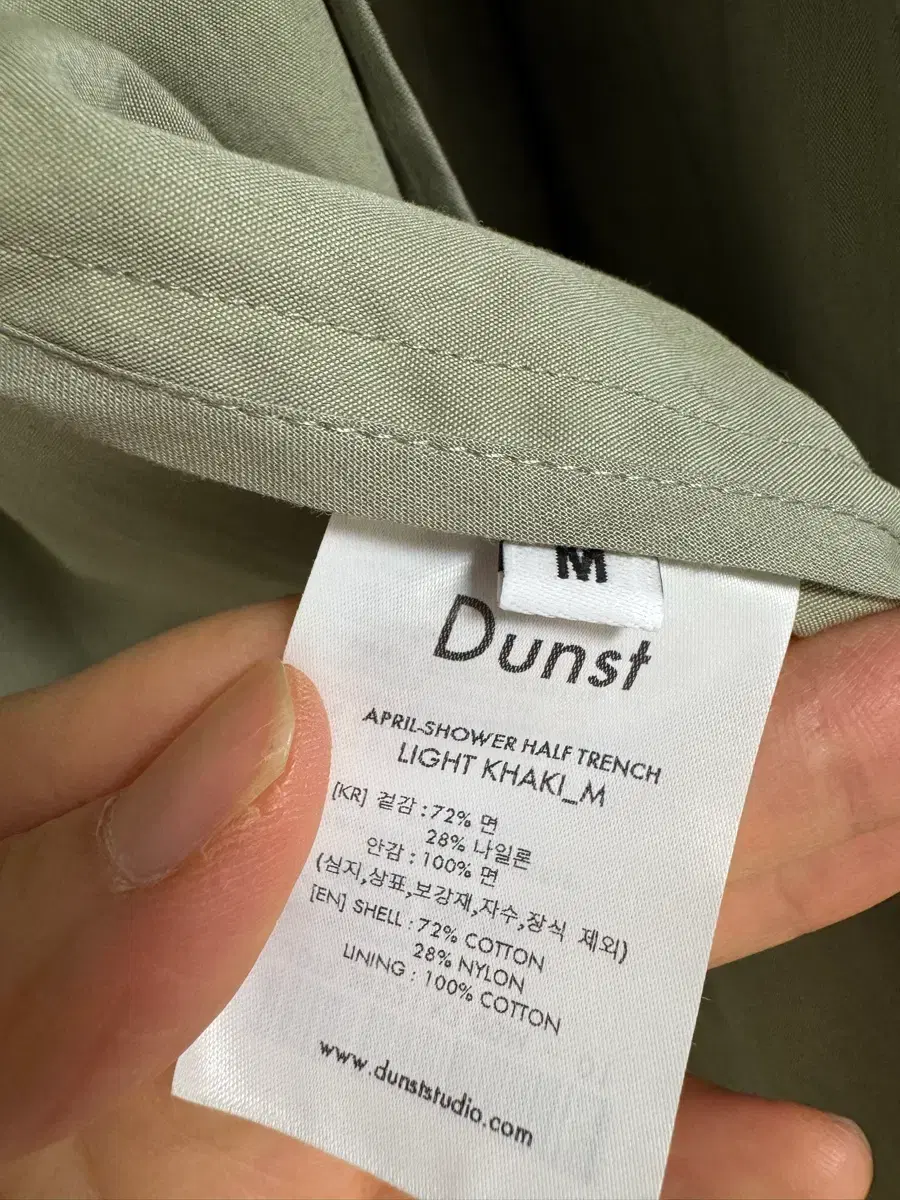 M
Dunst
APRIL-SHOWER HALF TRENCH
LIGHT KHAKI_M
[KR] 겉감 : 72% 면
28% 나일론
안감 : 100% 면
(심지,상표,보강재,자수,장식 제외)
[EN] SHELL : 72% COTTON
28% NYLON
LINING : 100% COTTON
www.dunststudio.com